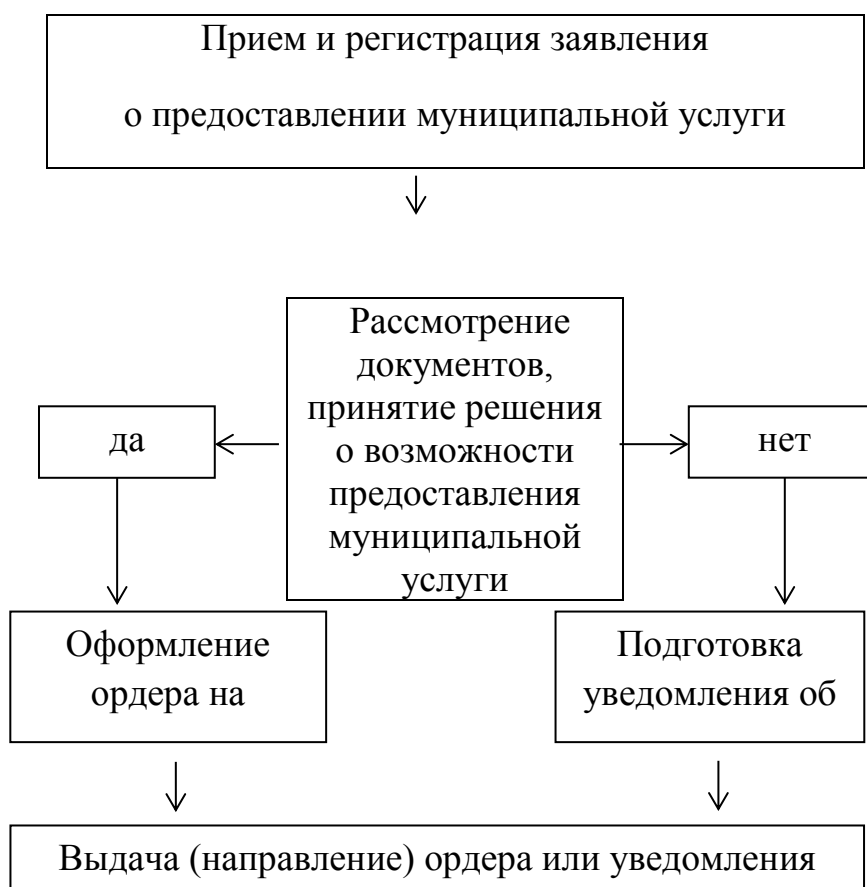 Прием и регистрация заявления
о предоставлении муниципальной услуги
Рассмотрение
документов,
принятие решения
о возможности
предоставления
муниципальной
услуги
да
нет
Оформление
ордера на
Подготовка
уведомления об
Выдача (направление) ордера или уведомления